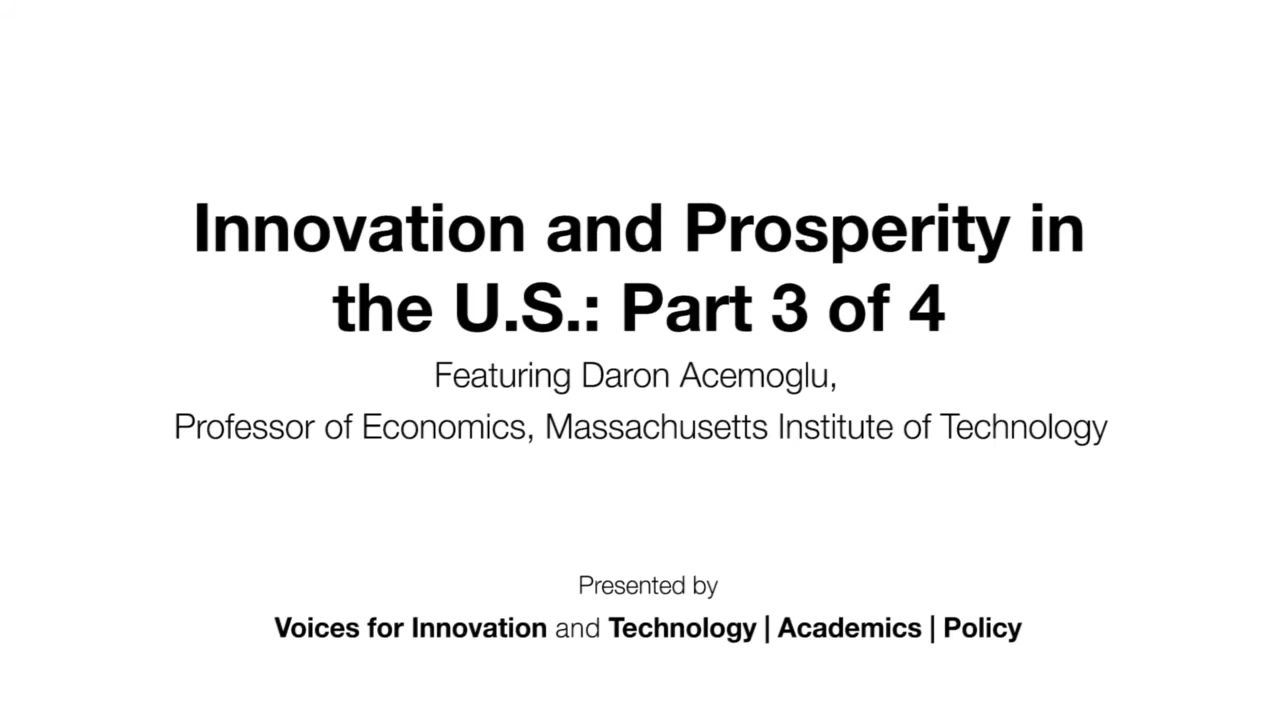 Innovation and Prosperity in
the U.S.: Part 3 of 4
Featuring Daron Acemoglu,
Professor of Economics, Massachusetts Institute of Technology
Presented by
Voices for Innovation and Technology | Academics | Policy